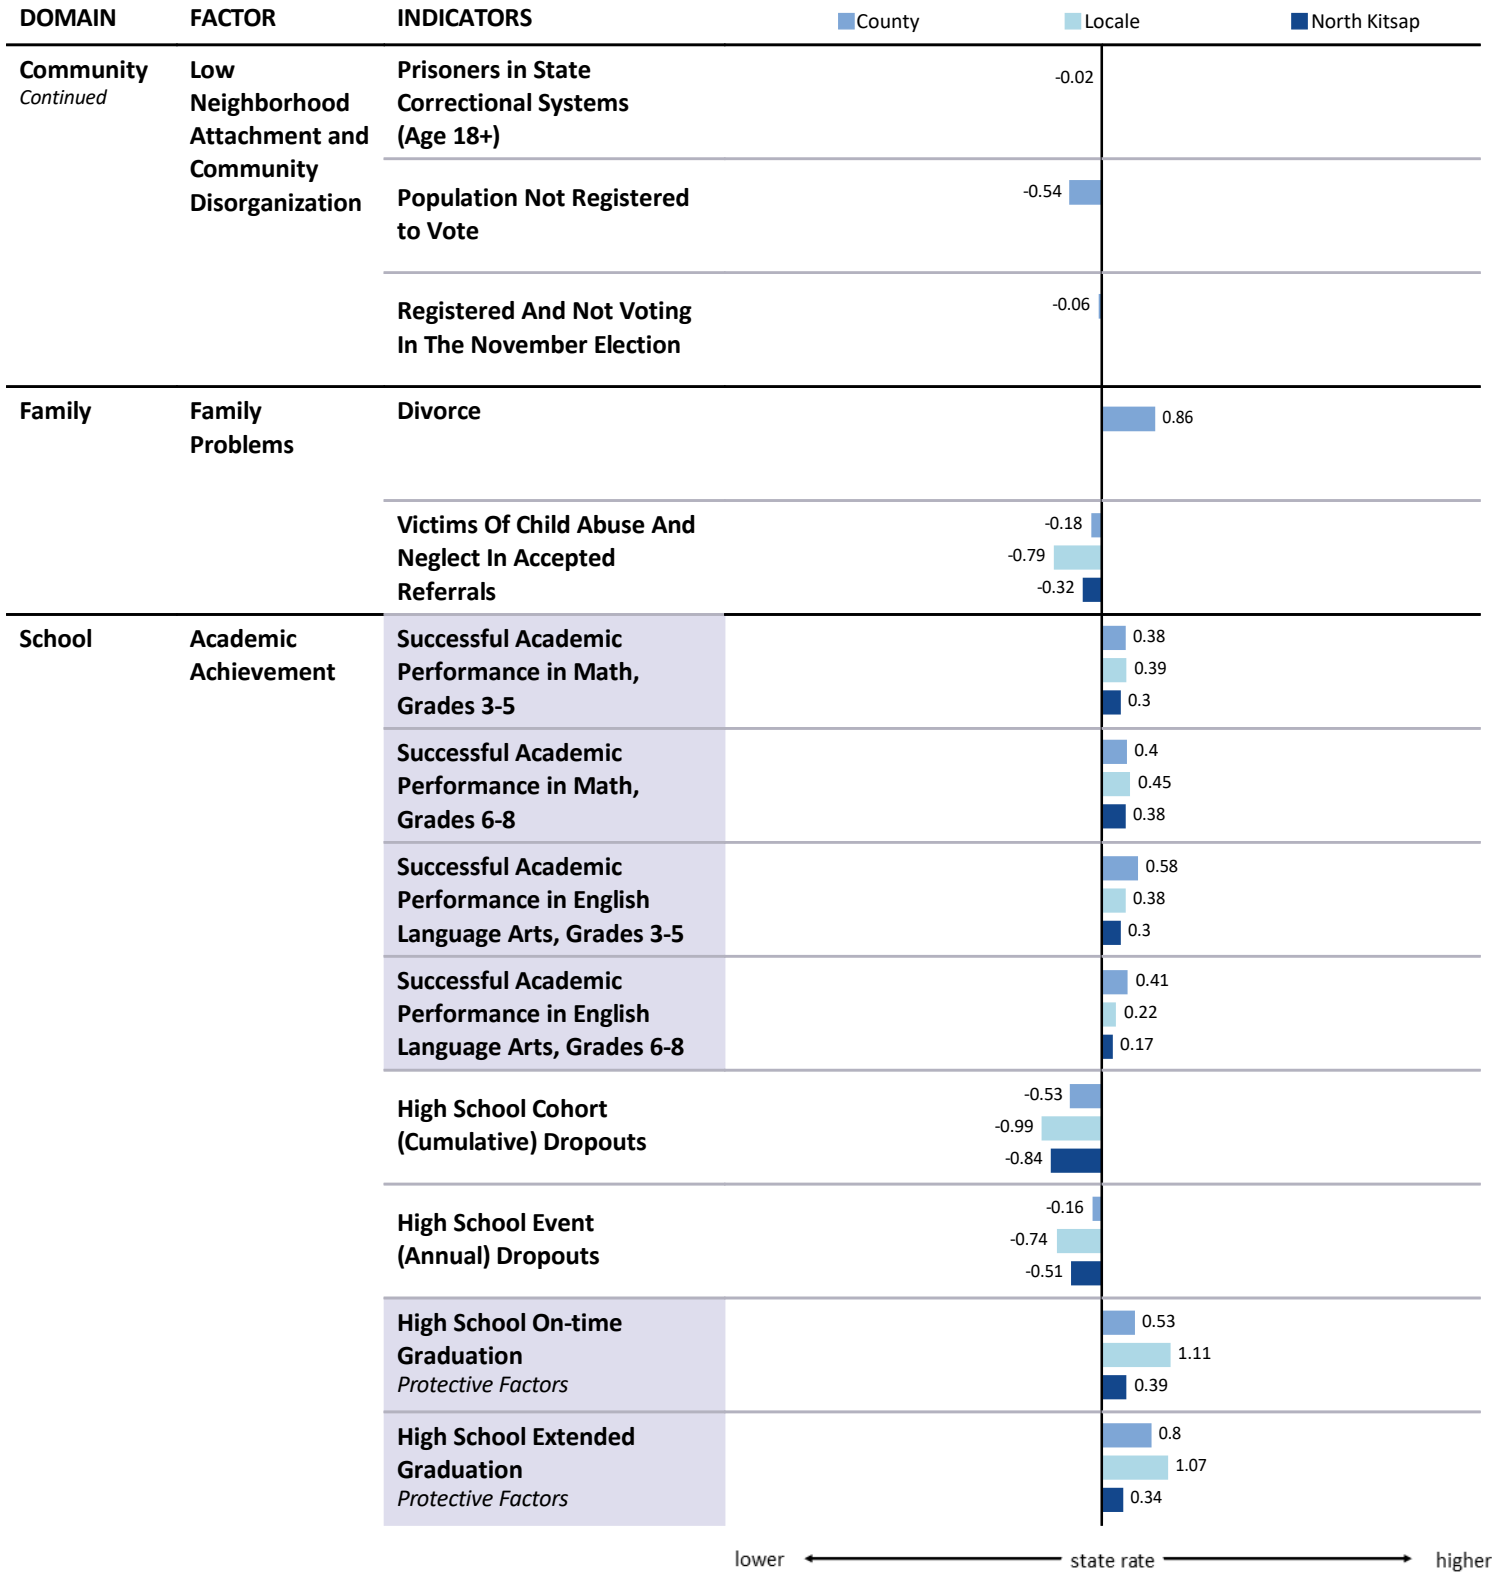 DOMAIN FACTOR INDICATORS County Locale North Kitsap
Community
Continued
Low
Neighborhood
Attachment and
Community
Disorganization
Prisoners in State
Correctional Systems
(Age 18+)
-0.02
Population Not Registered
to Vote
-0.54
Registered And Not Voting
In The November Election
-0.06
Family
Family
Problems
Divorce
0.86
Victims Of Child Abuse And
Neglect In Accepted
Referrals
-0.18
-0.79
-0.32
School
Academic
Achievement
Successful Academic
Performance in Math,
Grades 3-5
0.38
0.39
0.3
Successful Academic
Performance in Math,
Grades 6-8
0.4
0.45
0.38
Successful Academic
Performance in English
Language Arts, Grades 3-5
0.58
0.38
0.3
Successful Academic
Performance in English
Language Arts, Grades 6-8
0.41
0.22
0.17
High School Cohort
(Cumulative) Dropouts
-0.53
-0.99
-0.84
High School Event
(Annual) Dropouts
-0.16
-0.74
-0.51
High School On-time
Graduation
Protective Factors
0.53
1.11
0.39
High School Extended
Graduation
Protective Factors
0.8
1.07
0.34
lower state rate higher